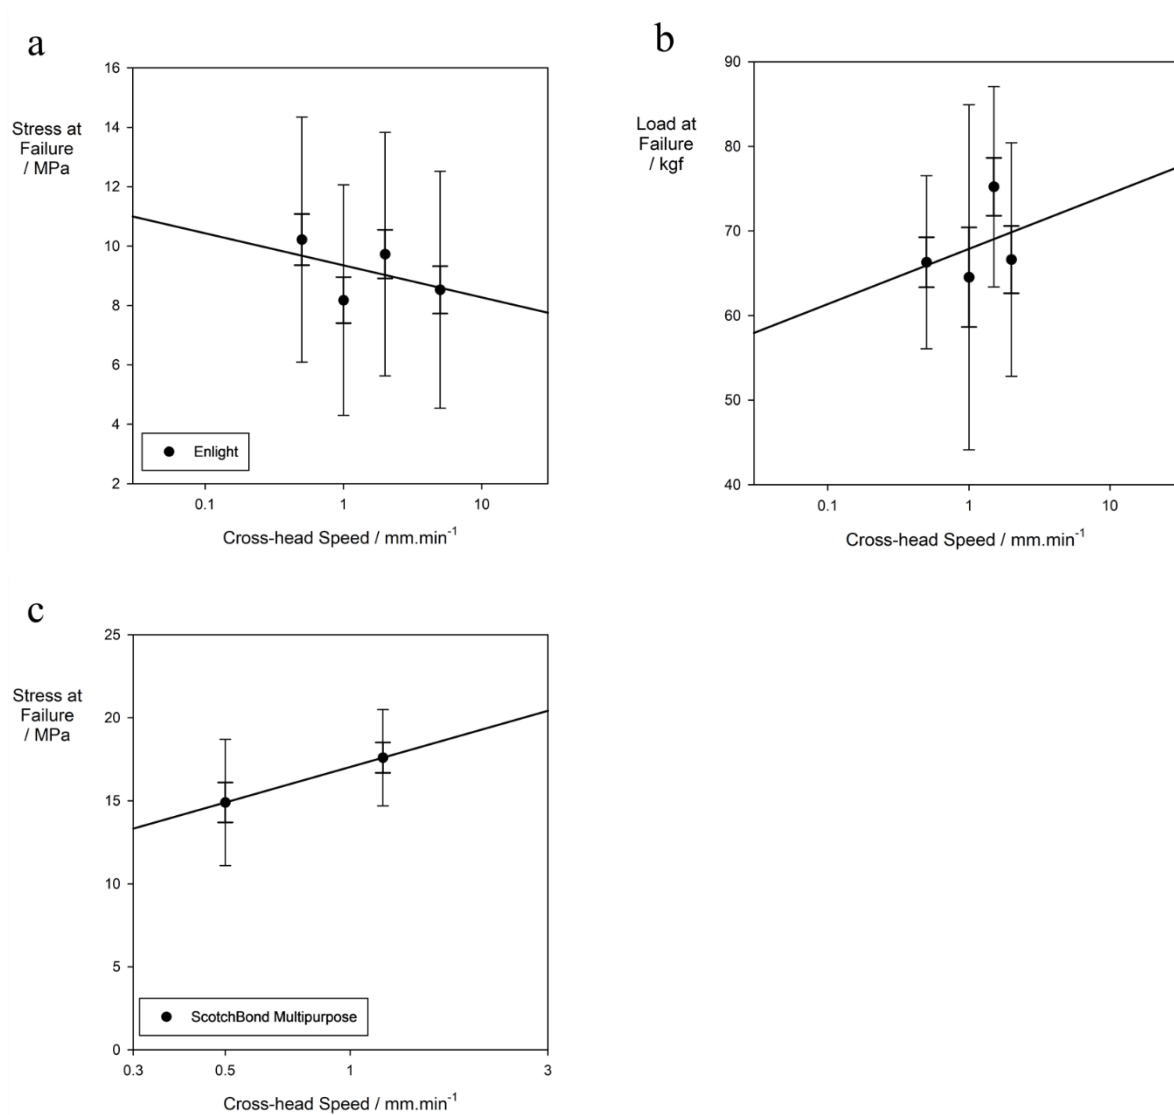 a
Stress at
Failure
/ MPa
16
14
12
10
8
6
4
2
Enlight
0.1
1
10
Cross-head Speed / mm.min⁻¹
b
Load at
Failure
/ kgf
90
80
70
60
50
40
0.1
1
10
Cross-head Speed / mm.min⁻¹
c
Stress at
Failure
/ MPa
25
20
15
10
5
0
ScotchBond Multipurpose
0.3
0.5
1
3
Cross-head Speed / mm.min⁻¹